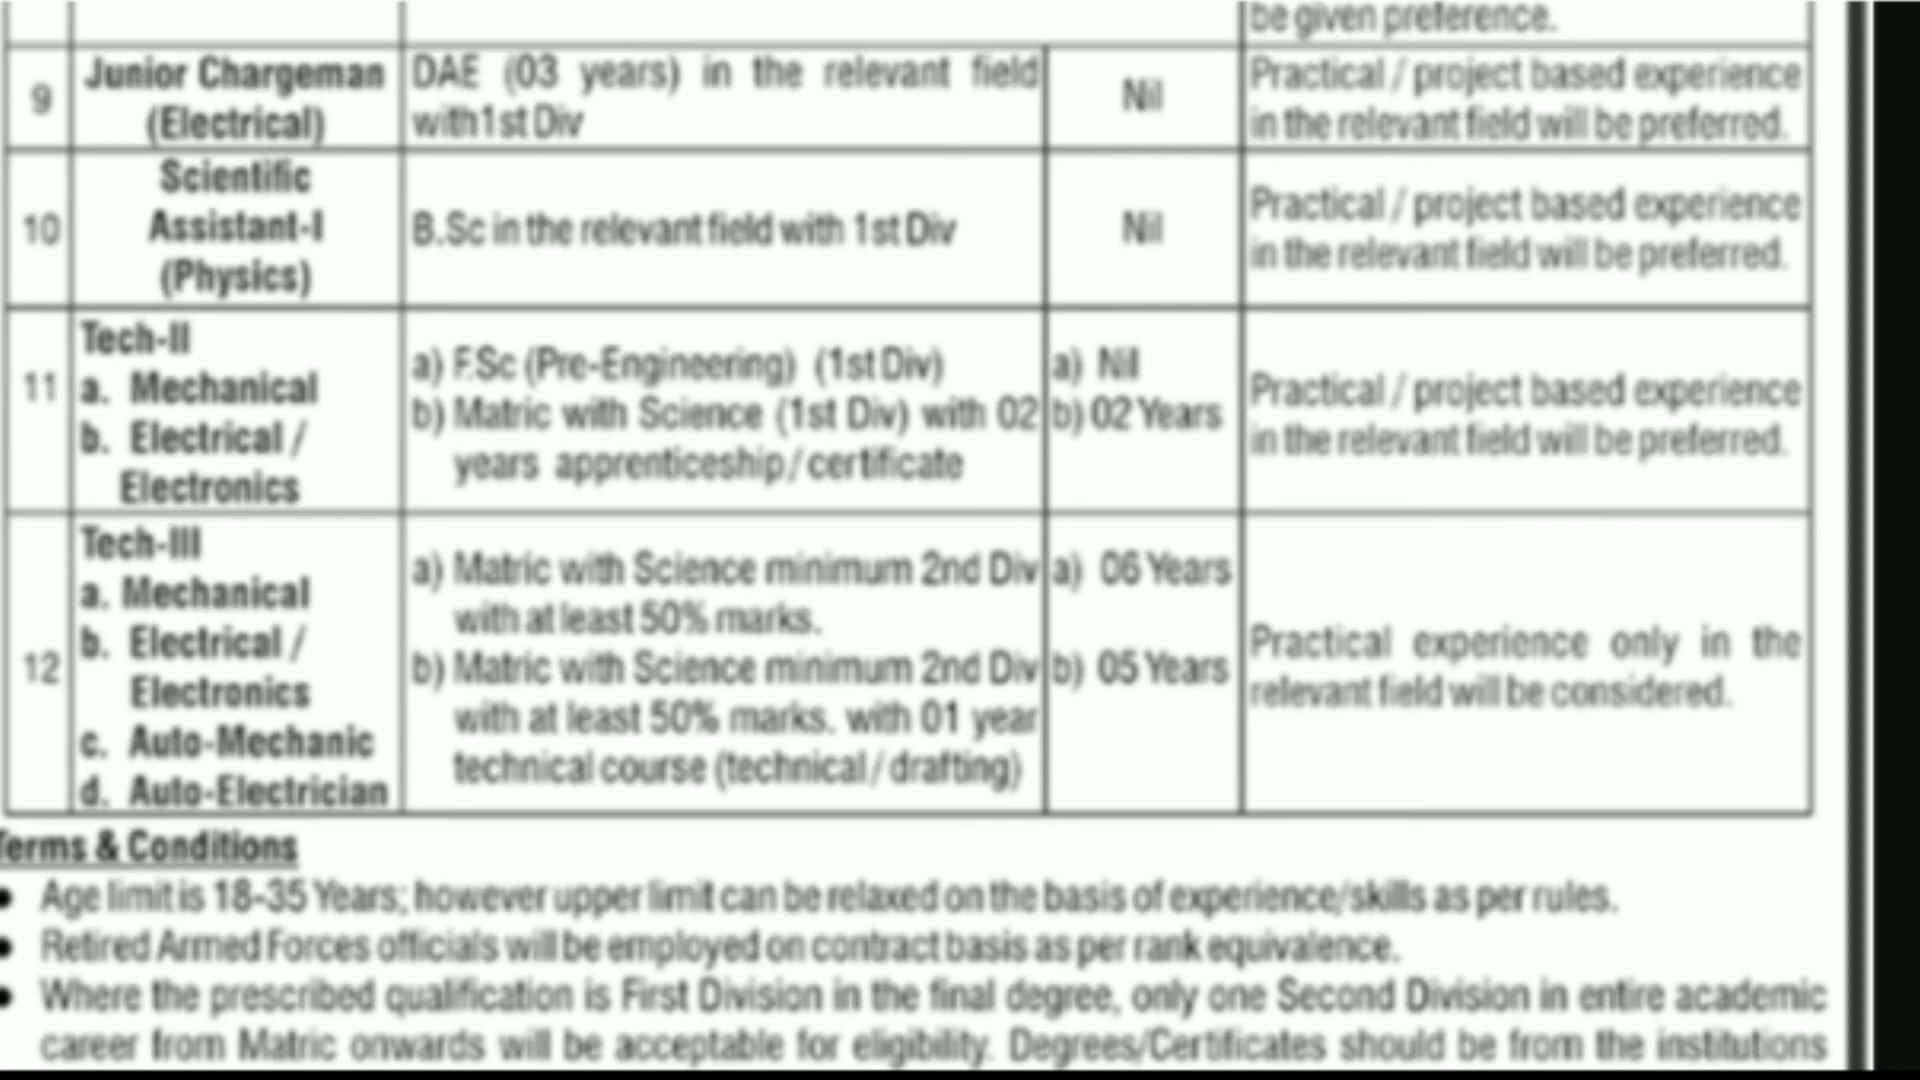 be given preference.
9
Junior Chargeman
(Electrical)
DAE (03 years) in the relevant field
with1st Div
Nil
Practical / project based experience
in the relevant field will be preferred.
10
Scientific
Assistant-I
(Physics)
B.Sc in the relevant field with 1st Div
Nil
Practical / project based experience
in the relevant field will be preferred.
11
Tech-II
a. Mechanical
b. Electrical /
Electronics
a) F.Sc (Pre-Engineering) (1st Div)
b) Matric with Science (1st Div) with 02
years apprenticeship / certificate
a) Nil
b) 02 Years
Practical / project based experience
in the relevant field will be preferred.
12
Tech-III
a. Mechanical
b. Electrical /
Electronics
c. Auto-Mechanic
d. Auto-Electrician
a) Matric with Science minimum 2nd Div
with at least 50% marks.
b) Matric with Science minimum 2nd Div
with at least 50% marks. with 01 year
technical course (technical / drafting)
a) 06 Years
b) 05 Years
Practical experience only in the
relevant field will be considered.
Terms & Conditions
● Age limit is 18-35 Years; however upper limit can be relaxed on the basis of experience/skills as per rules.
● Retired Armed Forces officials will be employed on contract basis as per rank equivalence.
● Where the prescribed qualification is First Division in the final degree, only one Second Division in entire academic
career from Matric onwards will be acceptable for eligibility. Degrees/Certificates should be from the institutions